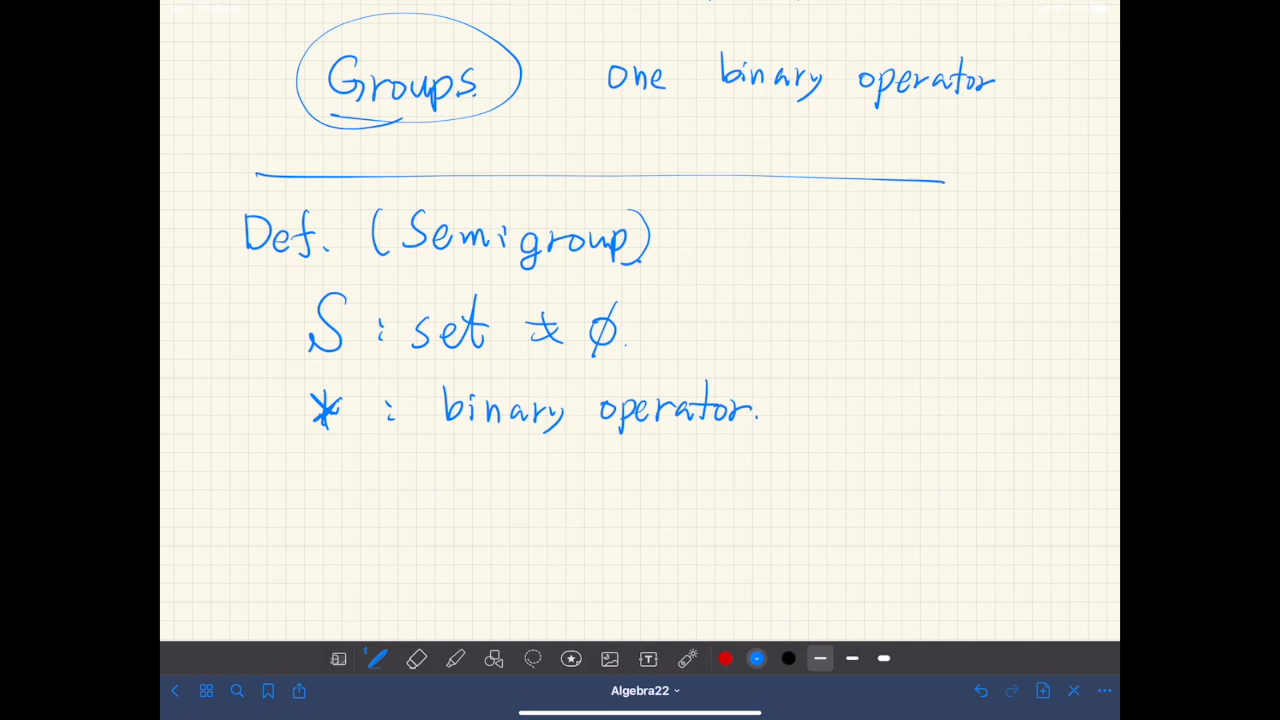 Groups. one binary operator
Def. (Semigroup)
S : set ≠ ∅.
* : binary operator.
Algebra22